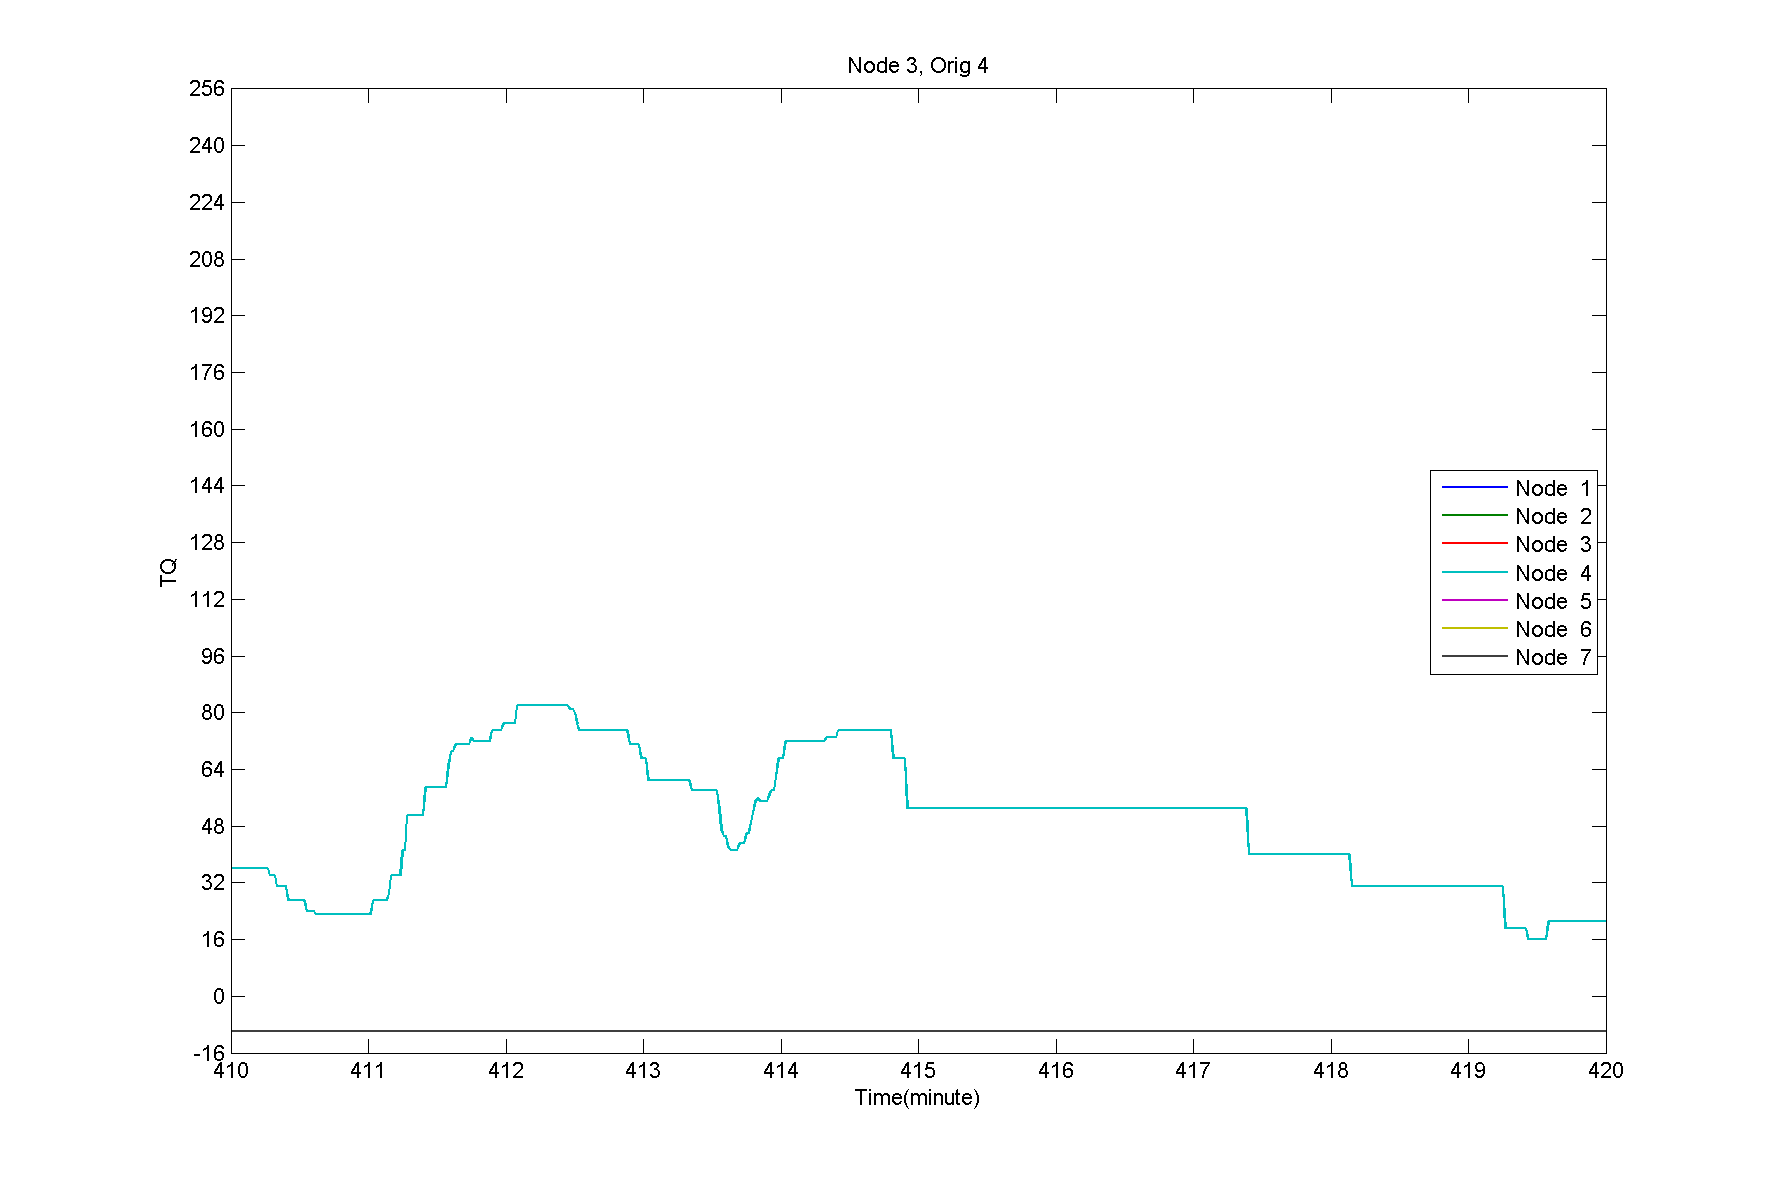 Node 3, Orig 4
256
240
224
208
192
176
160
144
128
112
96
80
64
48
32
16
0
-16
TQ
Node 1
Node 2
Node 3
Node 4
Node 5
Node 6
Node 7
410 411 412 413 414 415 416 417 418 419 420
Time(minute)